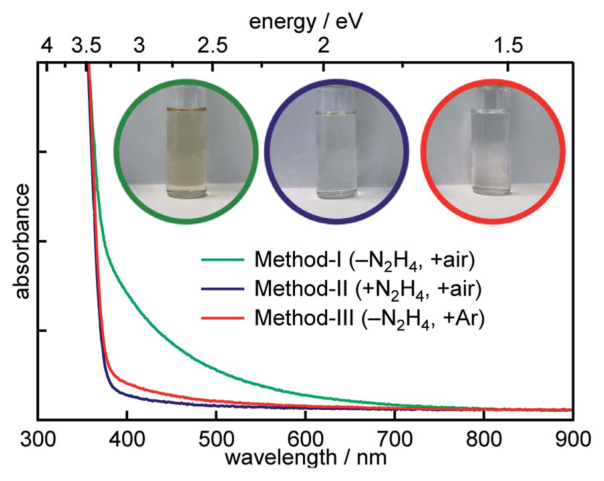 energy / eV
4 3.5 3 2.5 2 1.5
absorbance
Method-I (–N₂H₄, +air)
Method-II (+N₂H₄, +air)
Method-III (–N₂H₄, +Ar)
300 400 500 600 700 800 900
wavelength / nm